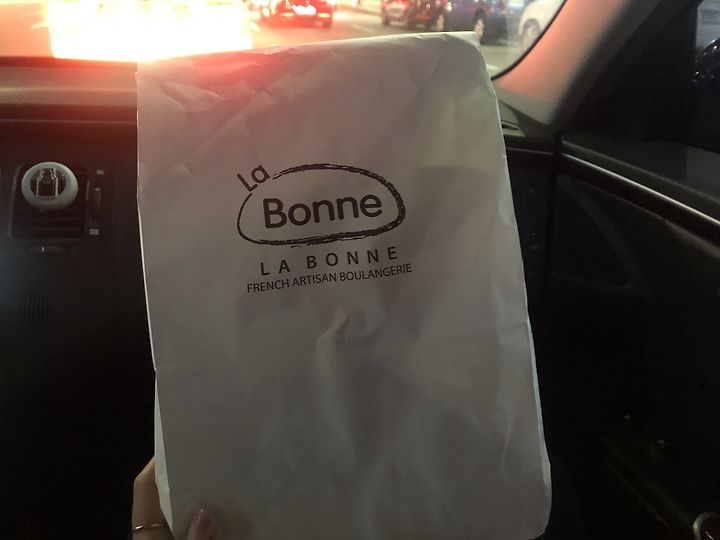 La
Bonne
LA BONNE
FRENCH ARTISAN BOULANGERIE